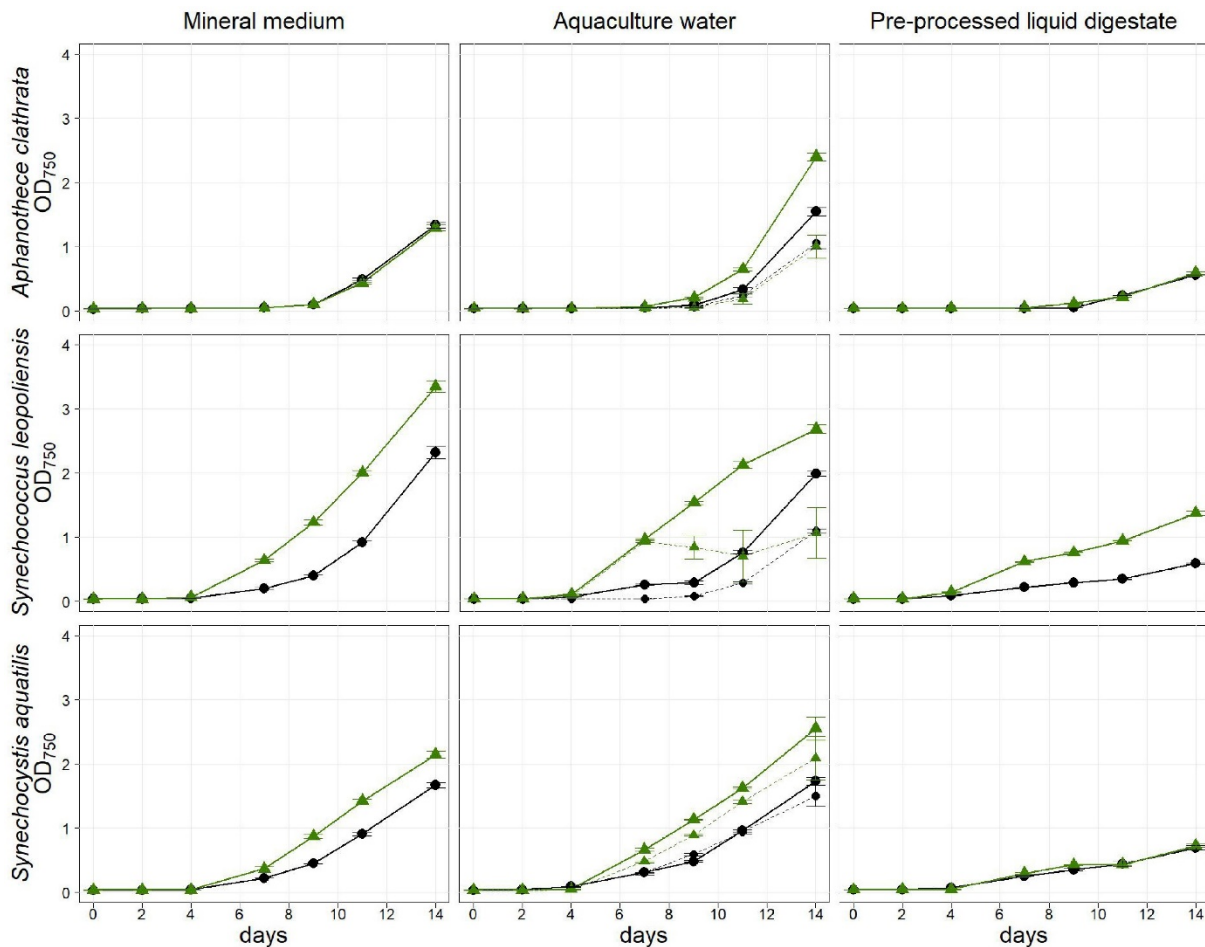 Mineral medium
Aquaculture water
Pre-processed liquid digestate
Aphanothece clathrata
OD750
4
3
2
1
0
Synechococcus leopoliensis
OD750
4
3
2
1
0
Synechocystis aquatilis
OD750
4
3
2
1
0
0 2 4 6 8 10 12 14
0 2 4 6 8 10 12 14
0 2 4 6 8 10 12 14
days
days
days